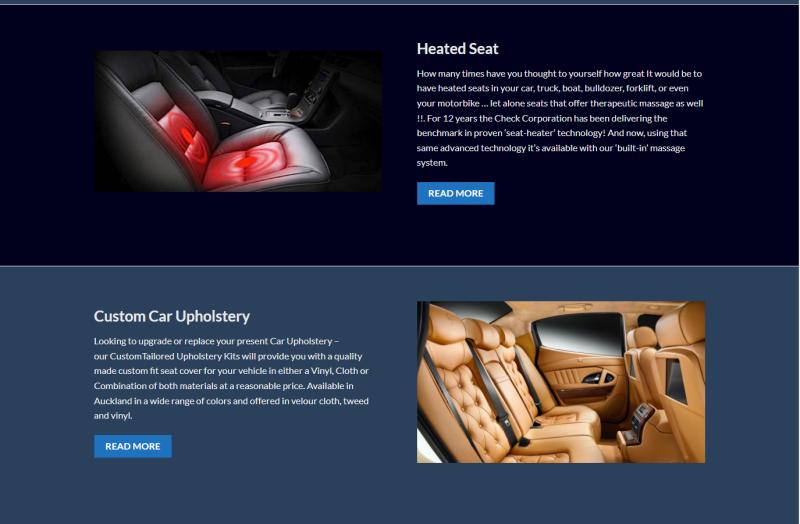 Heated Seat
How many times have you thought to yourself how great It would be to
have heated seats in your car, truck, boat, bulldozer, forklift, or even
your motorbike … let alone seats that offer therapeutic massage as well
!!. For 12 years the Check Corporation has been delivering the
benchmark in proven ‘seat-heater’ technology! And now, using that
same advanced technology it’s available with our ‘built-in’ massage
system.
READ MORE
Custom Car Upholstery
Looking to upgrade or replace your present Car Upholstery –
our CustomTailored Upholstery Kits will provide you with a quality
made custom fit seat cover for your vehicle in either a Vinyl, Cloth or
Combination of both materials at a reasonable price. Available in
Auckland in a wide range of colors and offered in velour cloth, tweed
and vinyl.
READ MORE